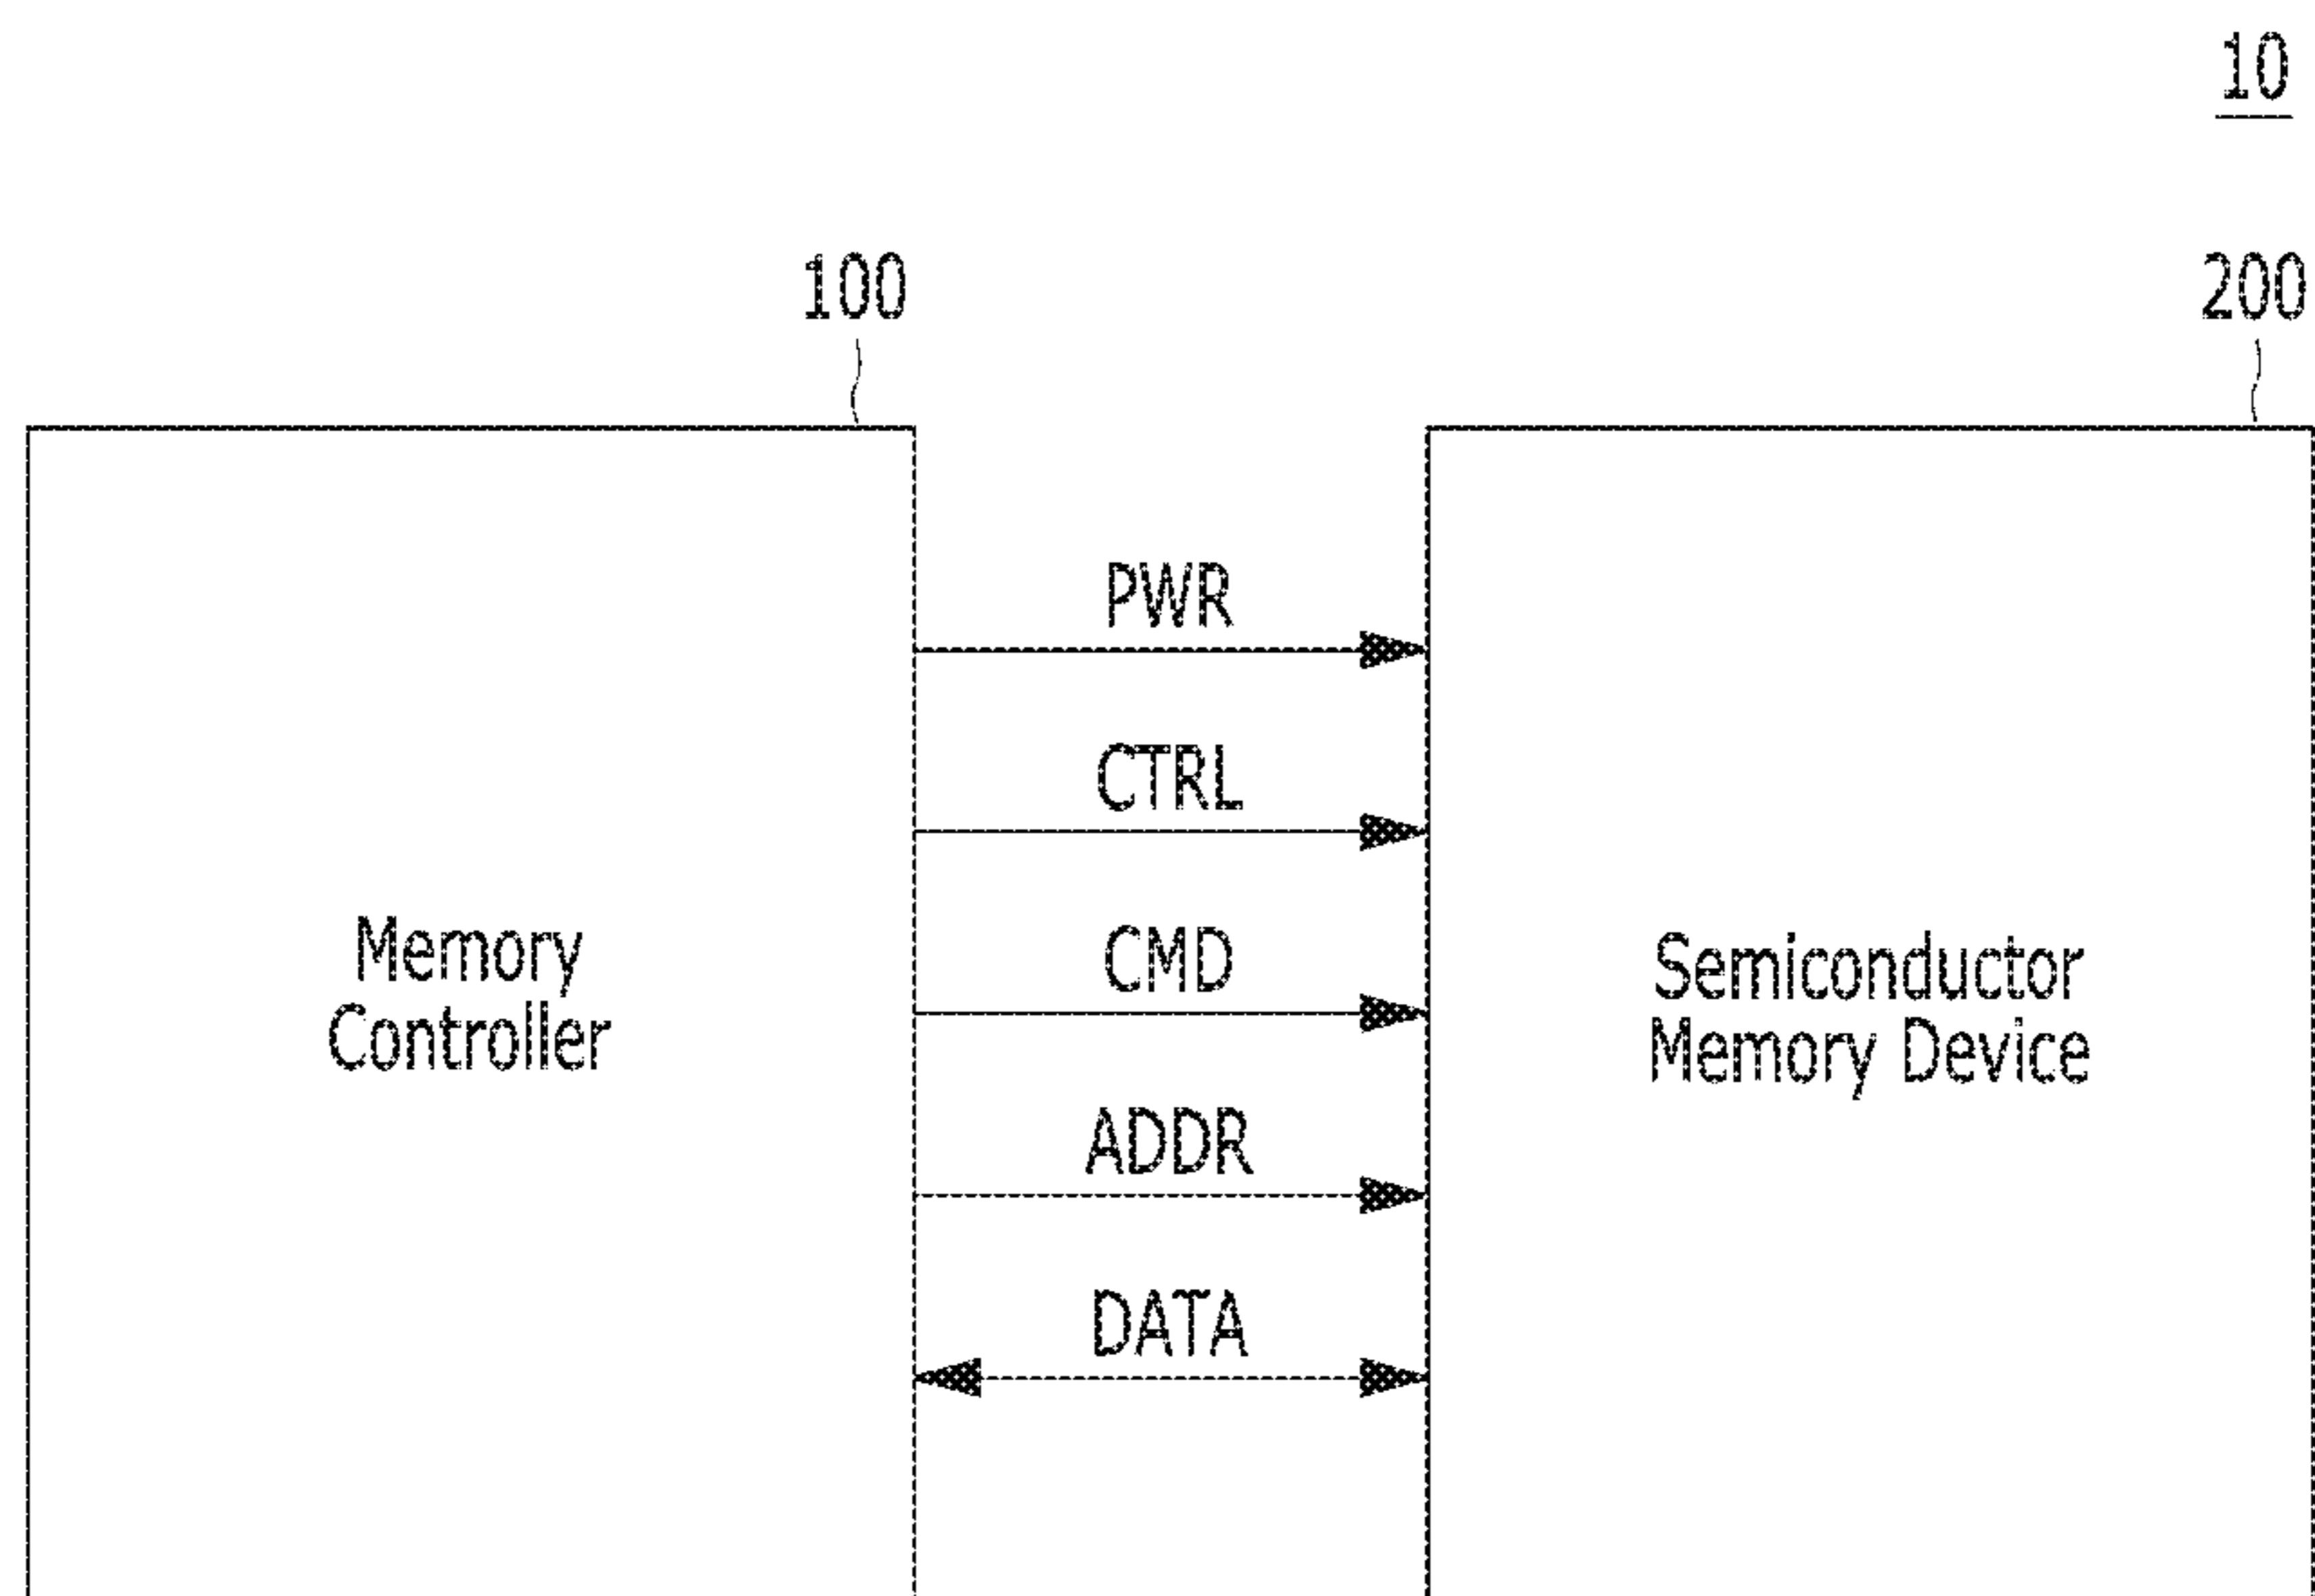 10
100
200
PWR
CTRL
CMD
ADDR
DATA
Memory
Controller
Semiconductor
Memory Device